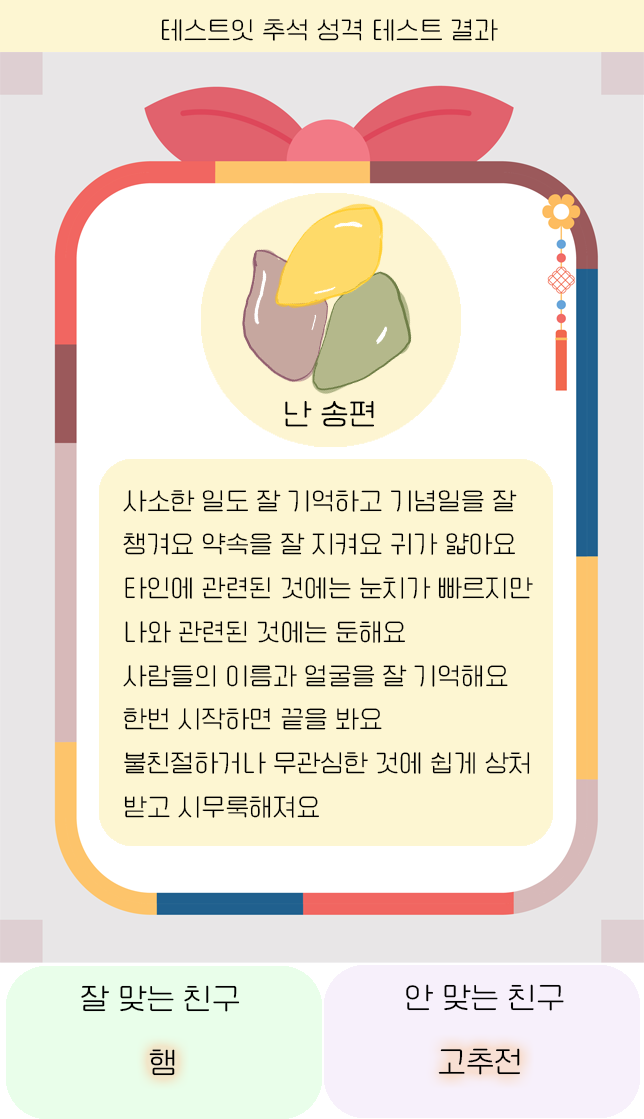 테스트잇 추석 성격 테스트 결과
난 송편
사소한 일도 잘 기억하고 기념일을 잘
챙겨요 약속을 잘 지켜요 귀가 얇아요
타인에 관련된 것에는 눈치가 빠르지만
나와 관련된 것에는 둔해요
사람들의 이름과 얼굴을 잘 기억해요
한번 시작하면 끝을 봐요
불친절하거나 무관심한 것에 쉽게 상처
받고 시무룩해져요
잘 맞는 친구
햄
안 맞는 친구
고추전